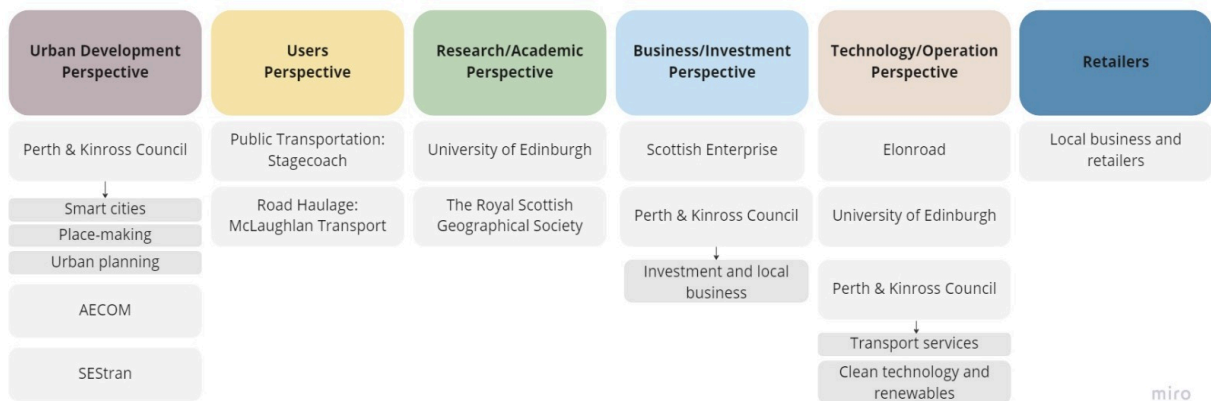 Urban Development
Perspective
Users
Perspective
Research/Academic
Perspective
Business/Investment
Perspective
Technology/Operation
Perspective
Retailers
Perth & Kinross Council
Smart cities
Place-making
Urban planning
AECOM
SEStran
Public Transportation:
Stagecoach
Road Haulage:
McLaughlan Transport
University of Edinburgh
The Royal Scottish
Geographical Society
Scottish Enterprise
Perth & Kinross Council
Investment and local
business
Elonroad
University of Edinburgh
Perth & Kinross Council
Transport services
Clean technology and
renewables
Local business and
retailers
miro